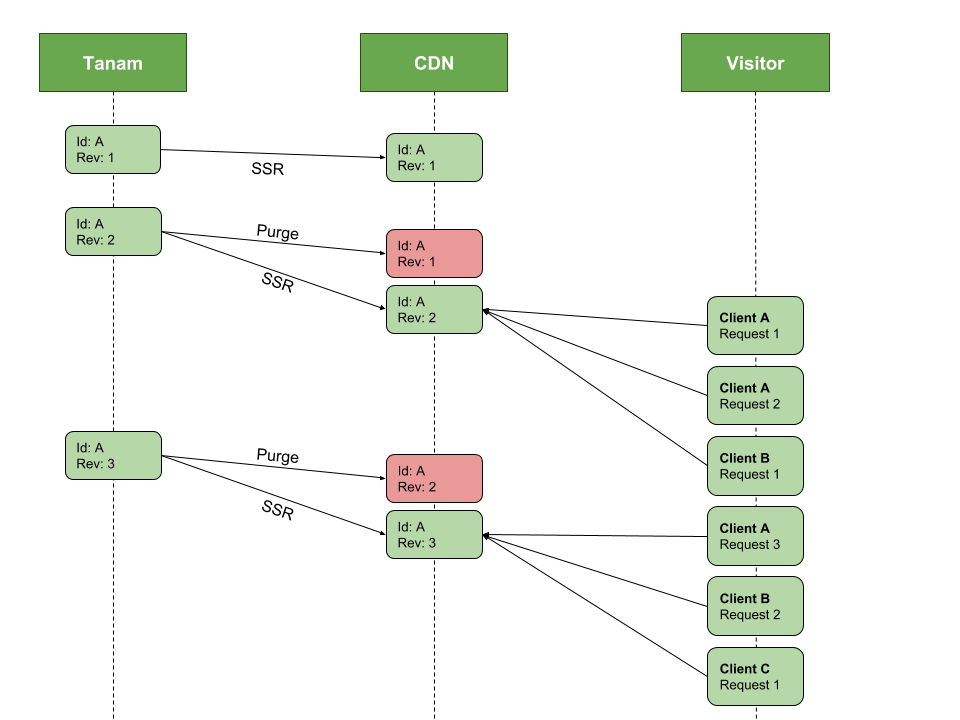 Tanam
CDN
Visitor
Id: A
Rev: 1
SSR
Id: A
Rev: 1
Id: A
Rev: 2
Purge
SSR
Id: A
Rev: 1
Id: A
Rev: 2
Client A
Request 1
Client A
Request 2
Client B
Request 1
Id: A
Rev: 3
Purge
SSR
Id: A
Rev: 2
Id: A
Rev: 3
Client A
Request 3
Client B
Request 2
Client C
Request 1